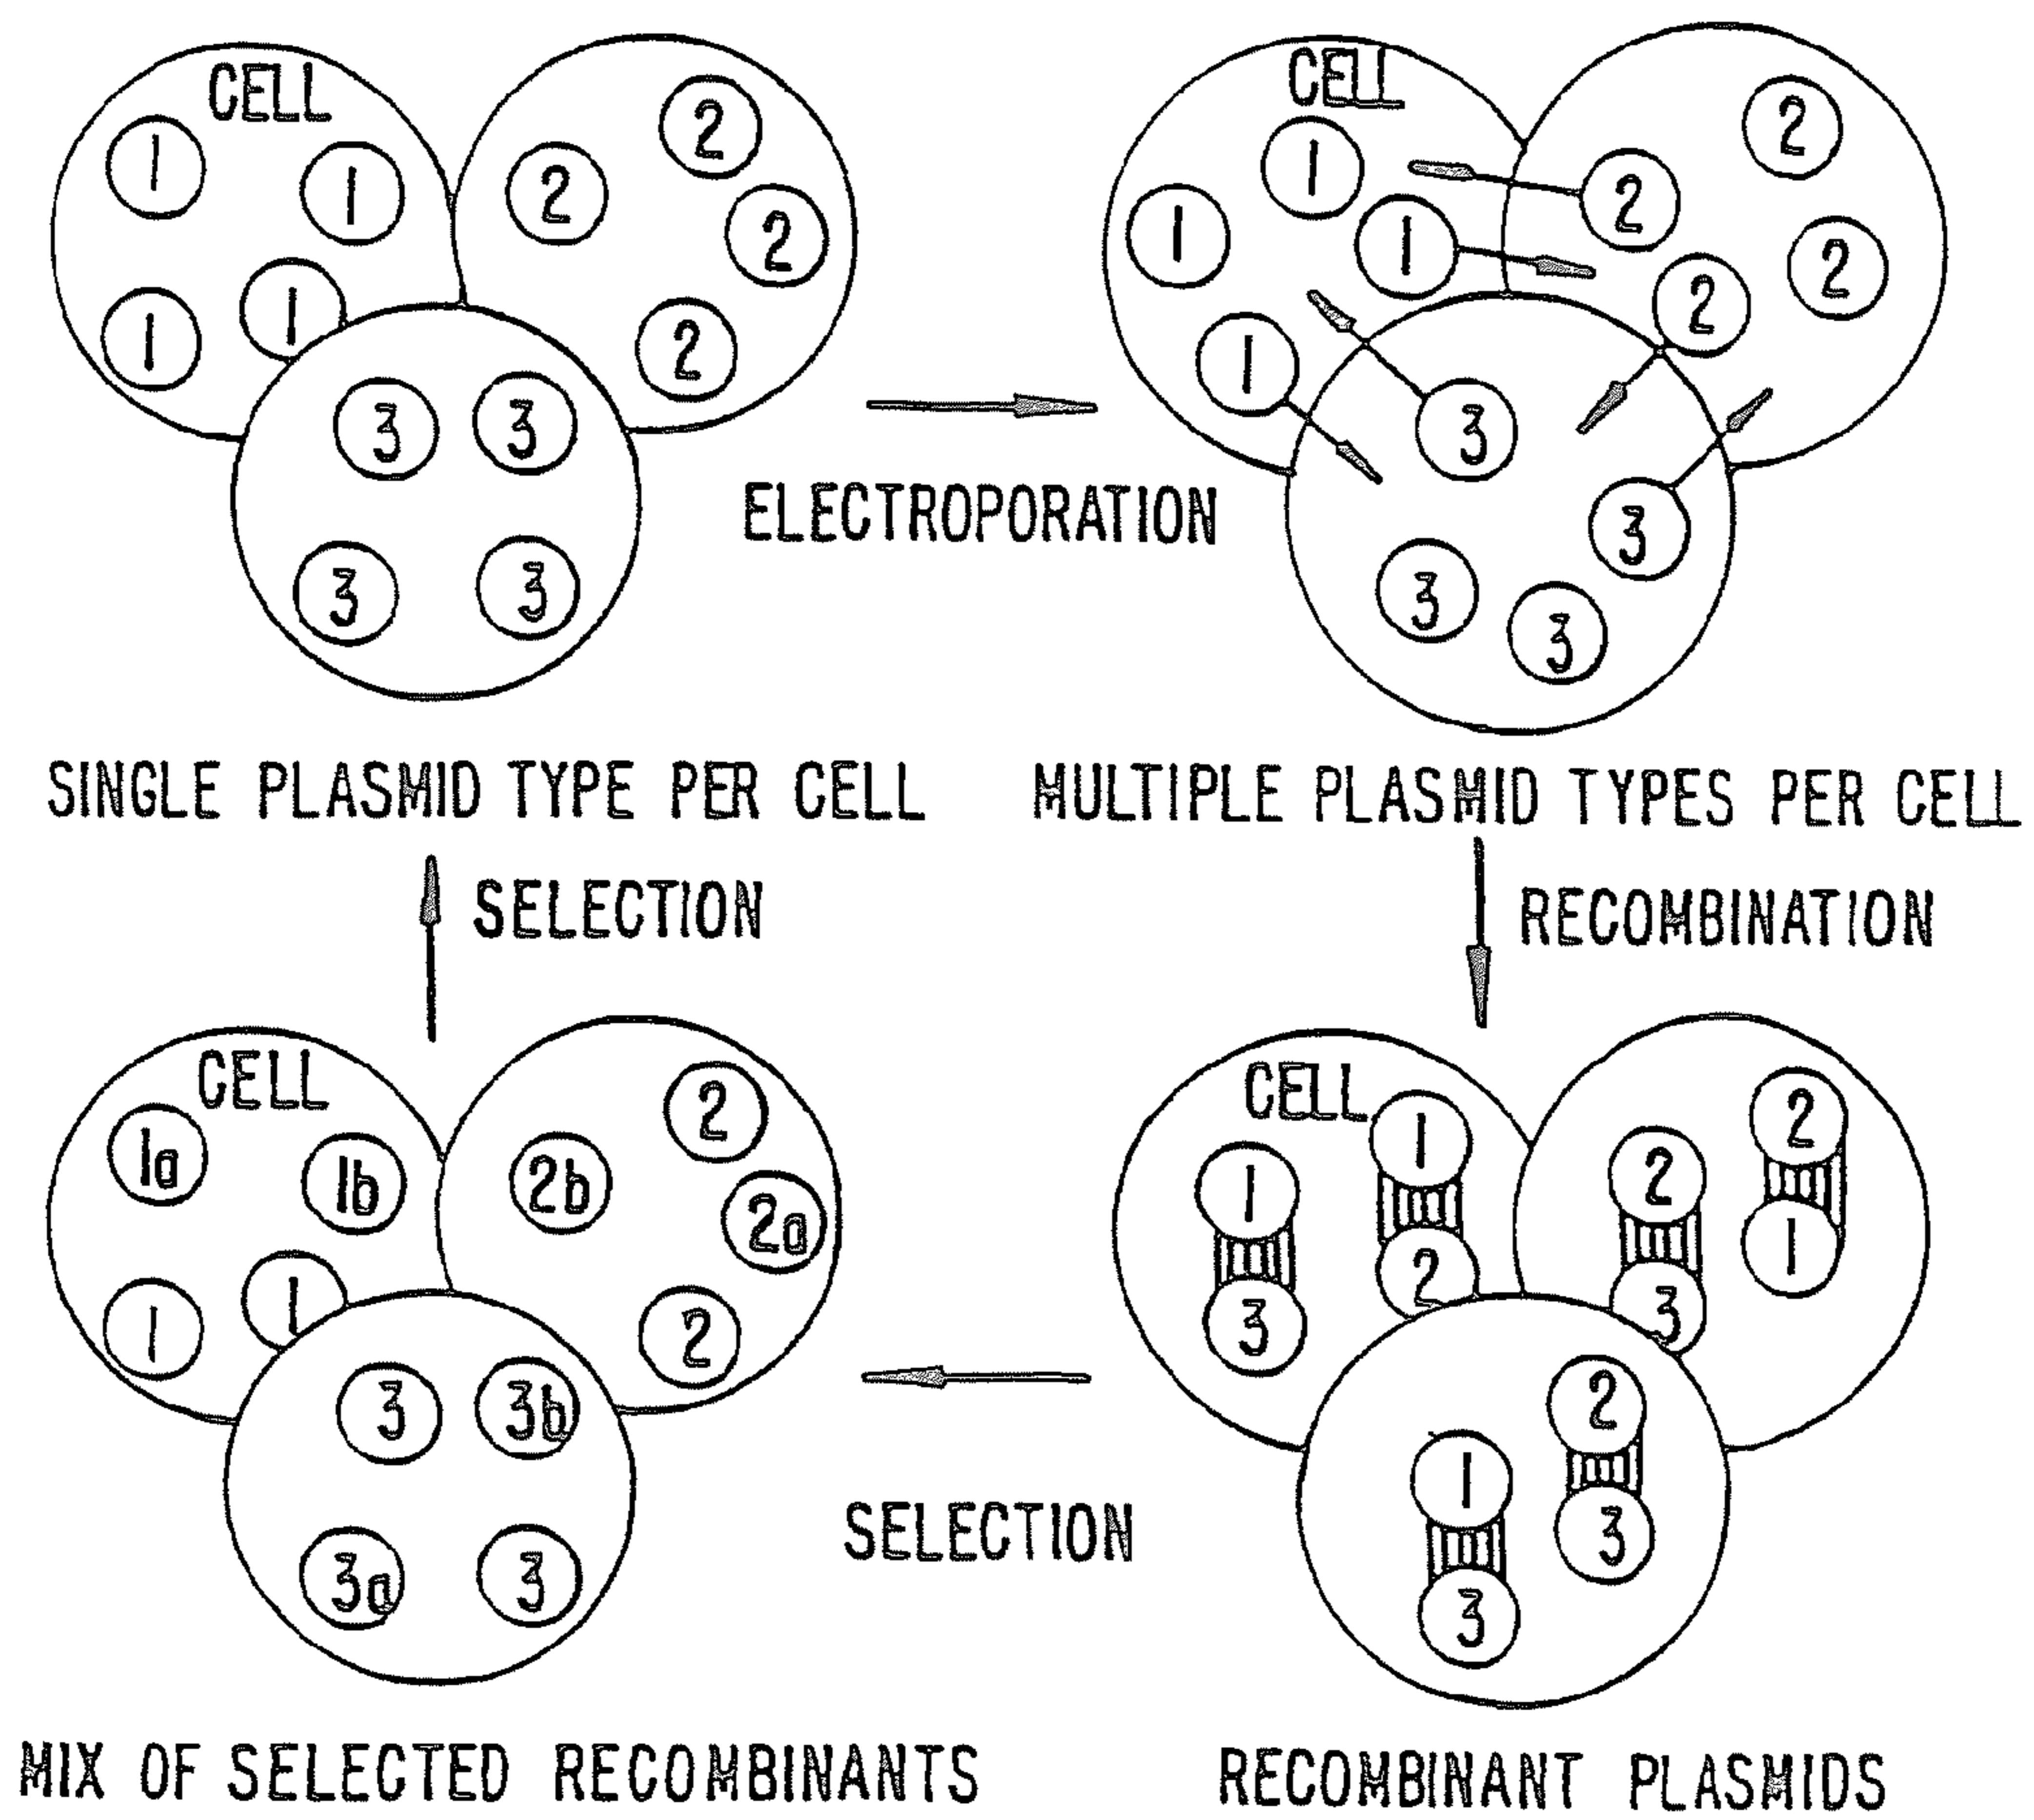 CELL
1
1
1
1
2
2
2
2
3
3
3
3
SINGLE PLASMID TYPE PER CELL
ELECTROPORATION
CELL
1
1
1
1
2
2
2
2
3
3
3
3
MULTIPLE PLASMID TYPES PER CELL
SELECTION
RECOMBINATION
CELL
1a
1b
1
1
2
2b
2a
2
3
3b
3a
3
MIX OF SELECTED RECOMBINANTS
SELECTION
CELL
1
3
1
2
2
3
2
1
1
3
2
3
RECOMBINANT PLASMIDS